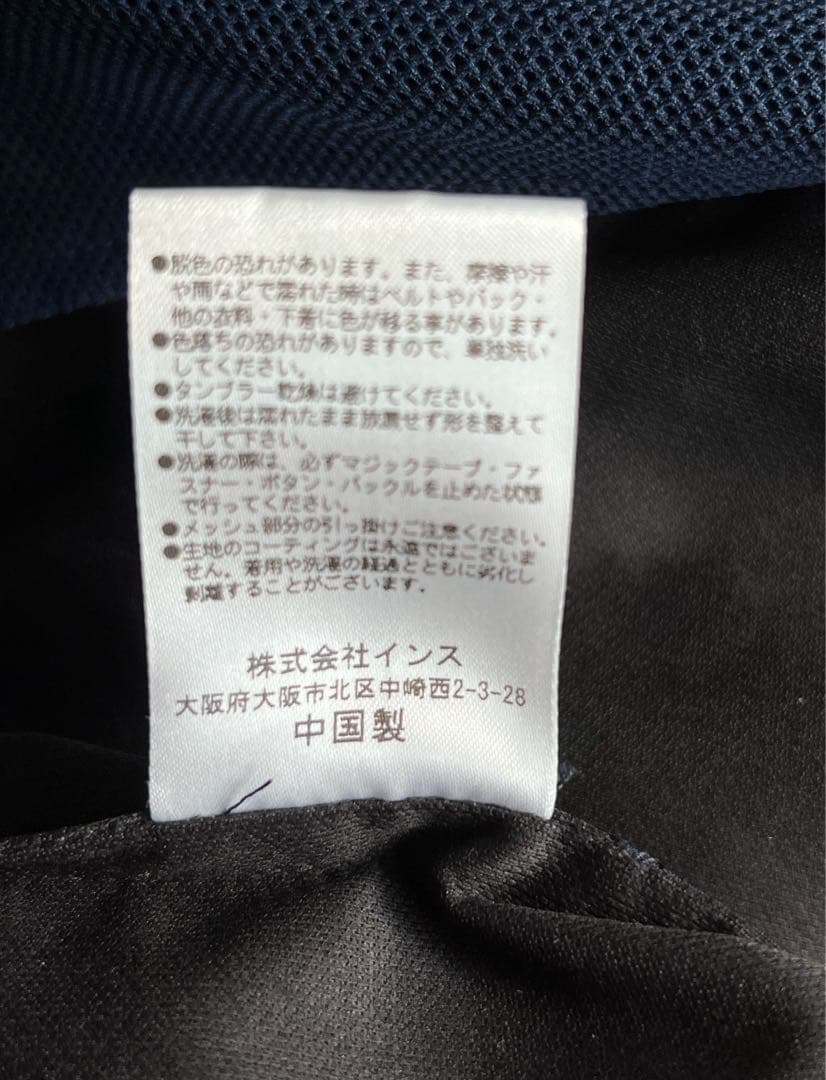 ●脱色の恐れがあります。また、摩擦や汗
や雨などで濡れた時はベルトやバック・
他の衣料・下着に色が移る事があります。
●色落ちの恐れがありますので、単独洗い
してください。
●タンブラー乾燥は避けてください。
●洗濯後は濡れたまま放置せず形を整えて
干して下さい。
●洗濯の際は、必ずマジックテープ・ファ
スナー・ボタン・バックルを止めた状態
で行ってください。
●メッシュ部分の引っ掛けご注意ください。
●生地のコーティングは永遠ではございま
せん。着用や洗濯の経過とともに劣化し
剥離することがございます。
株式会社インス
大阪府大阪市北区中崎西2-3-28
中国製